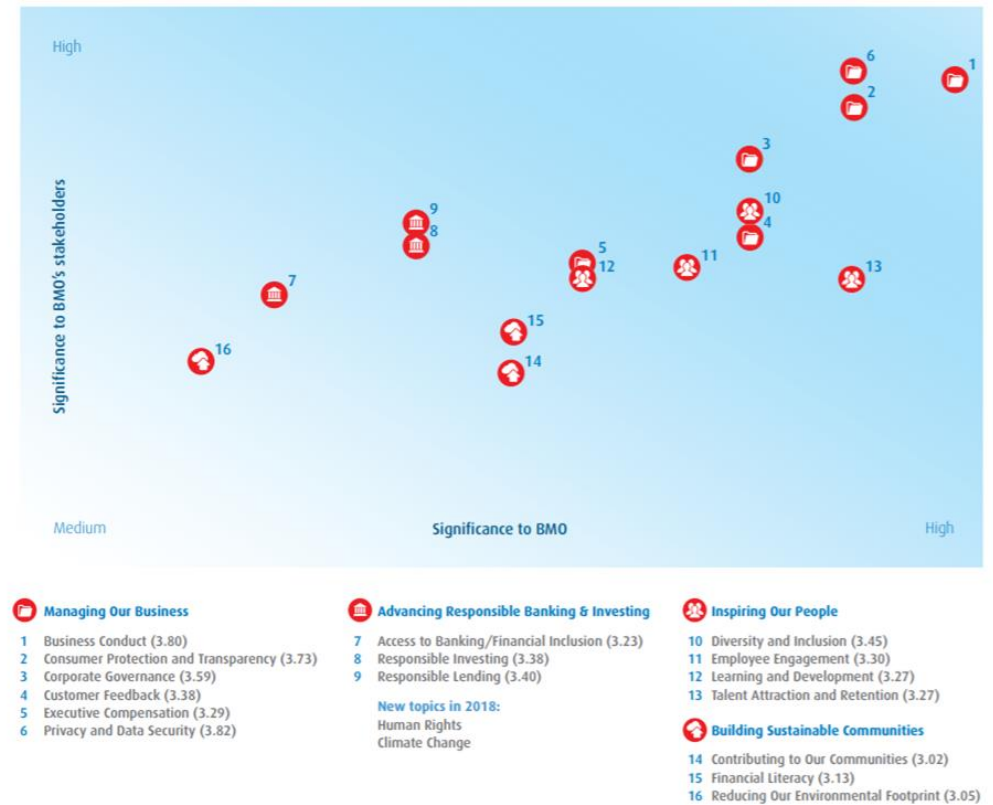 High
6
1
2
3
10
4
9
8
5
12
11
13
7
15
16
14
Significance to BMO's stakeholders
Medium
Significance to BMO
High
Managing Our Business
1 Business Conduct (3.80)
2 Consumer Protection and Transparency (3.73)
3 Corporate Governance (3.59)
4 Customer Feedback (3.38)
5 Executive Compensation (3.29)
6 Privacy and Data Security (3.82)
Advancing Responsible Banking & Investing
7 Access to Banking/Financial Inclusion (3.23)
8 Responsible Investing (3.38)
9 Responsible Lending (3.40)
New topics in 2018:
Human Rights
Climate Change
Inspiring Our People
10 Diversity and Inclusion (3.45)
11 Employee Engagement (3.30)
12 Learning and Development (3.27)
13 Talent Attraction and Retention (3.27)
Building Sustainable Communities
14 Contributing to Our Communities (3.02)
15 Financial Literacy (3.13)
16 Reducing Our Environmental Footprint (3.05)